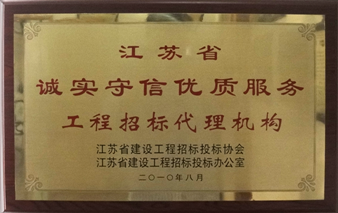 江苏省
诚实守信优质服务
工程招标代理机构
江苏省建设工程招标投标协会
江苏省建设工程招标投标办公室
二〇一〇年八月